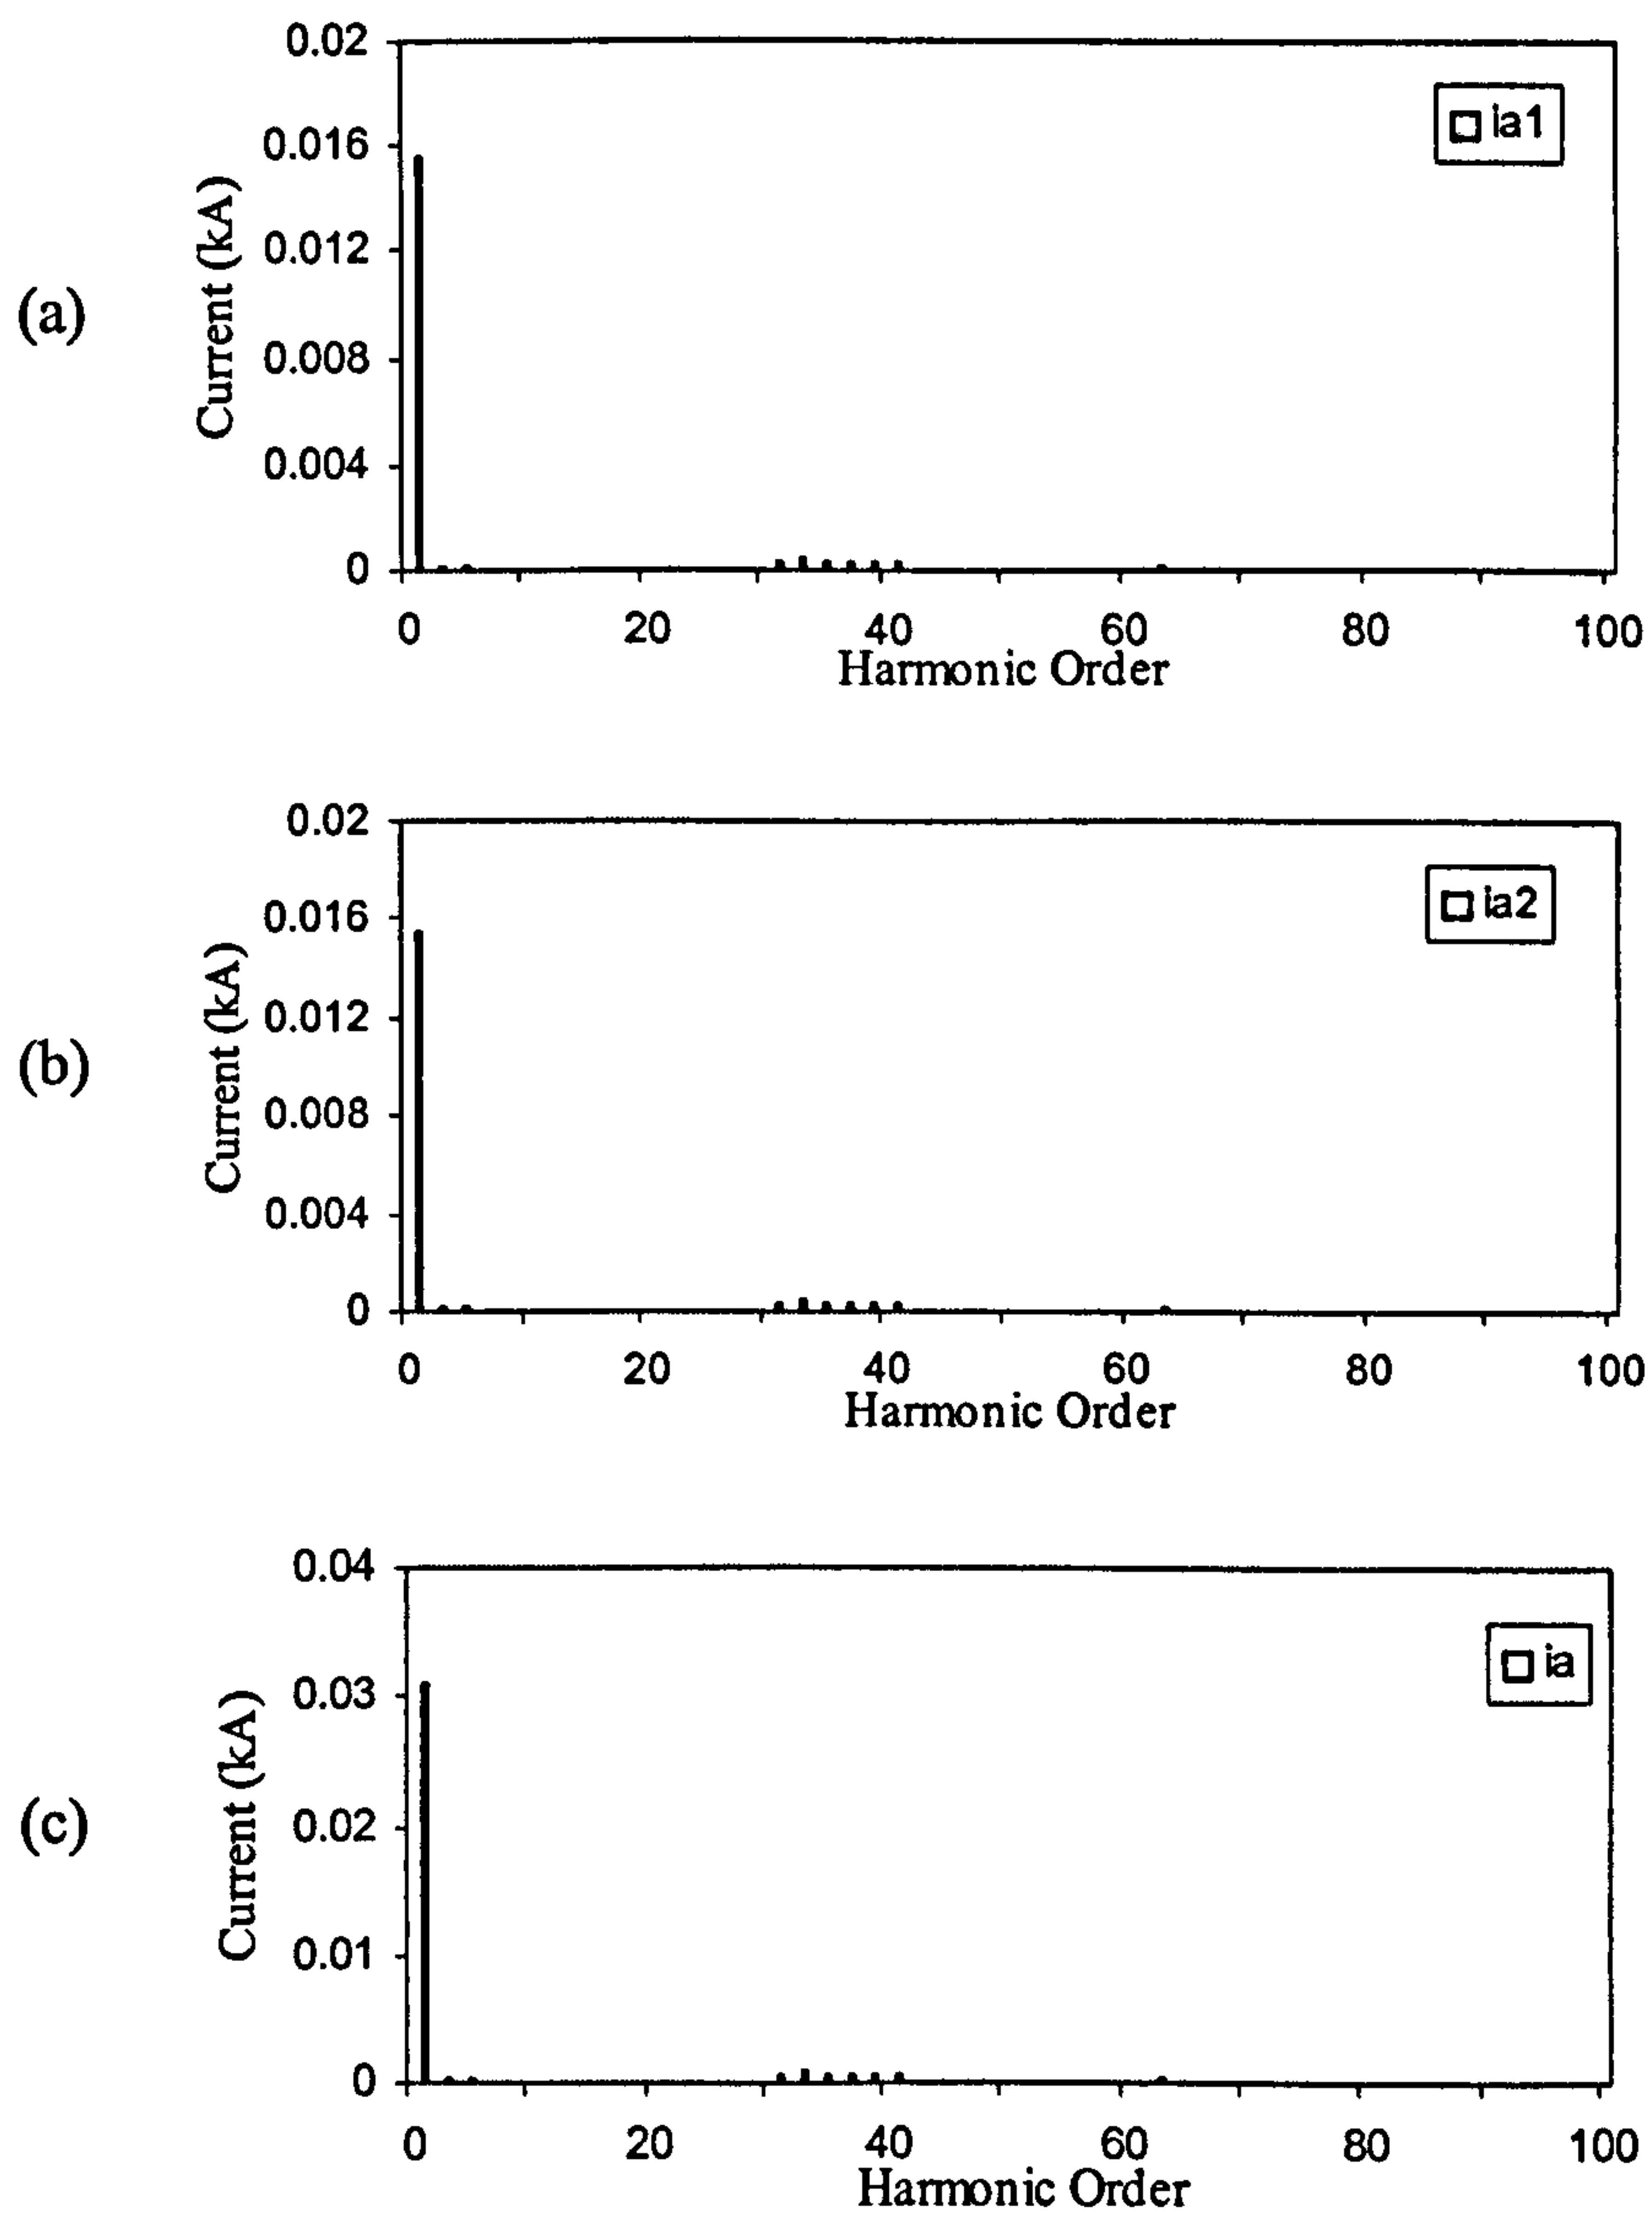 (a)
Current (kA)
0.02
0.016
0.012
0.008
0.004
0
ia1
0 20 40 60 80 100
Harmonic Order
(b)
Current (kA)
0.02
0.016
0.012
0.008
0.004
0
ia2
0 20 40 60 80 100
Harmonic Order
(c)
Current (kA)
0.04
0.03
0.02
0.01
0
ia
0 20 40 60 80 100
Harmonic Order